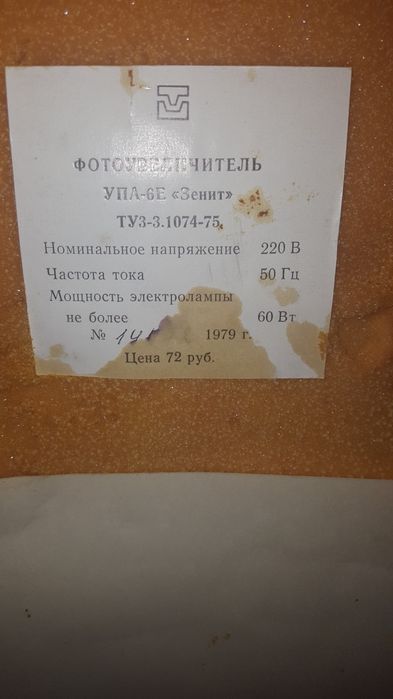 ФОТОУВЕЛИЧИТЕЛЬ
УПА-6Е «Зенит»
ТУ3-3.1074-75
Номинальное напряжение 220 В
Частота тока 50 Гц
Мощность электролампы
не более 60 Вт
№ 1979 г.
Цена 72 руб.